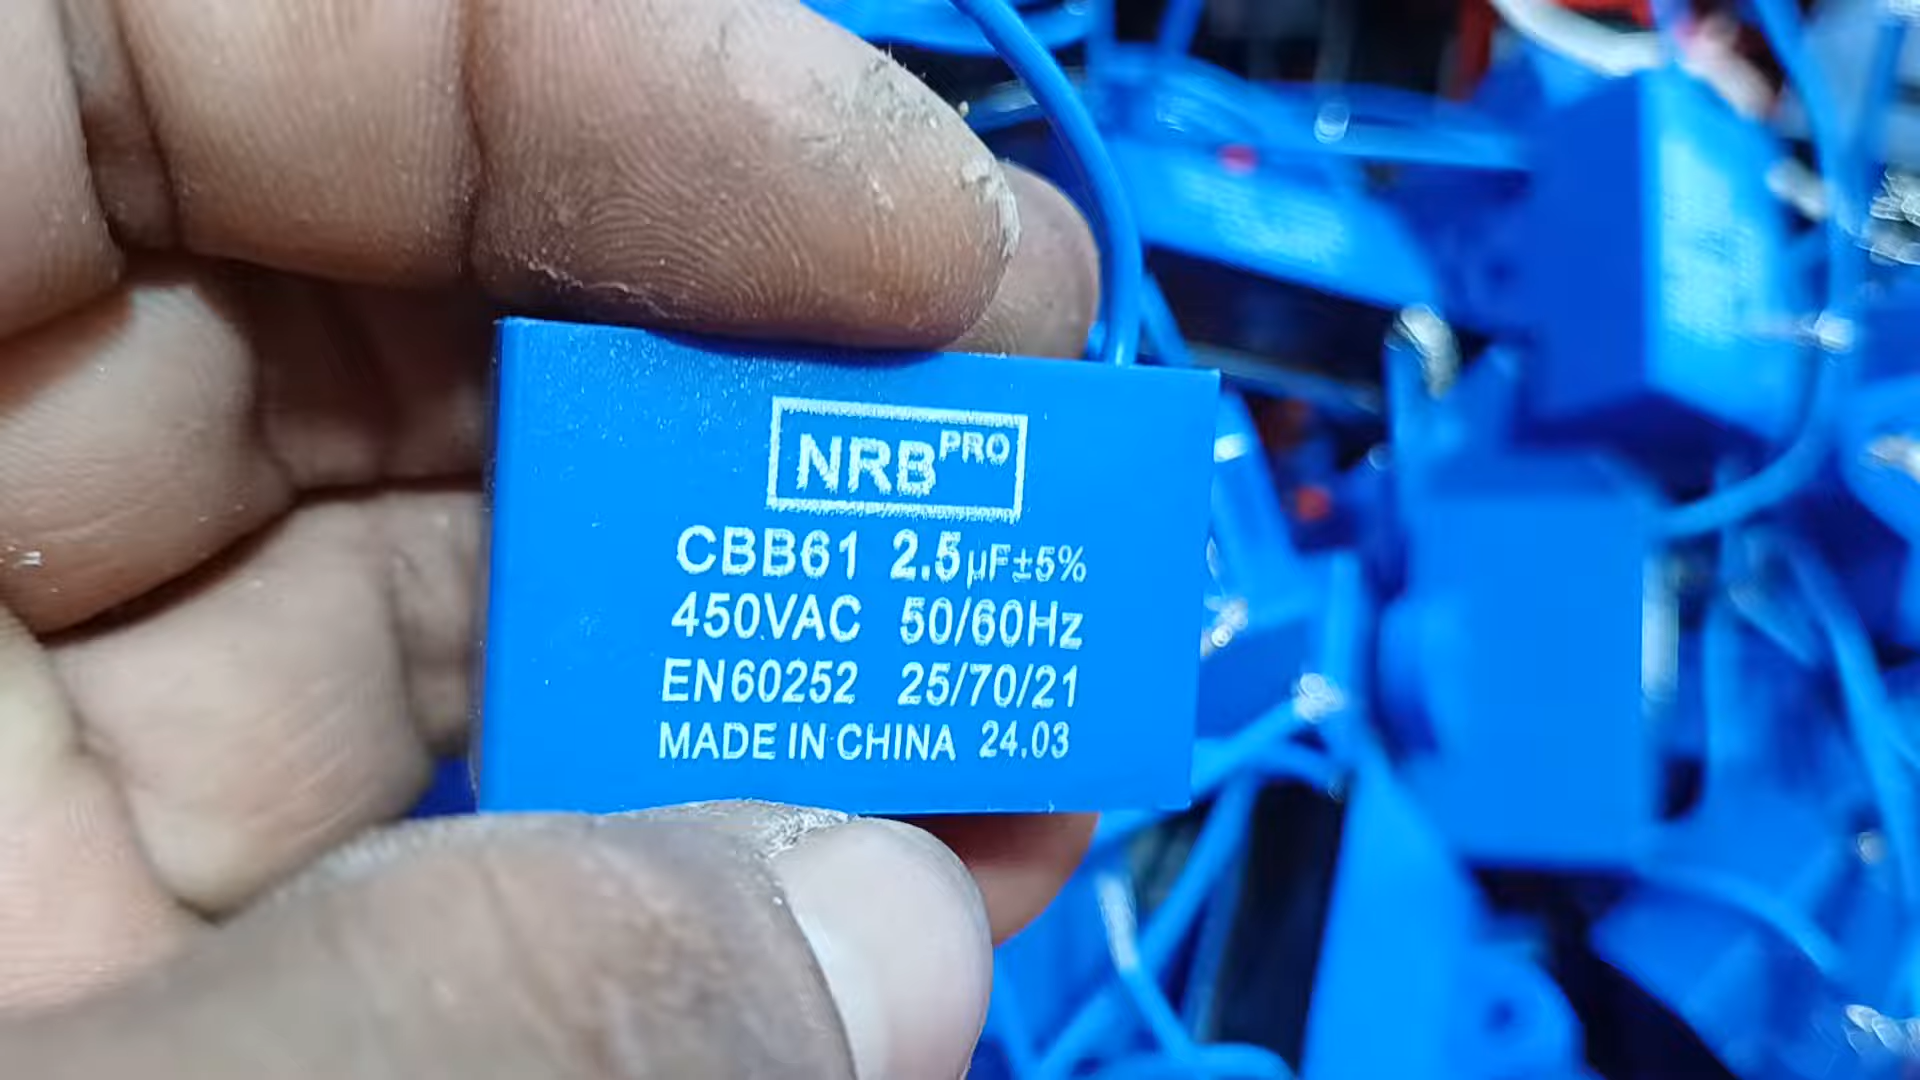 NRB PRO
CBB61 2.5µF±5%
450VAC 50/60Hz
EN60252 25/70/21
MADE IN CHINA 24.03